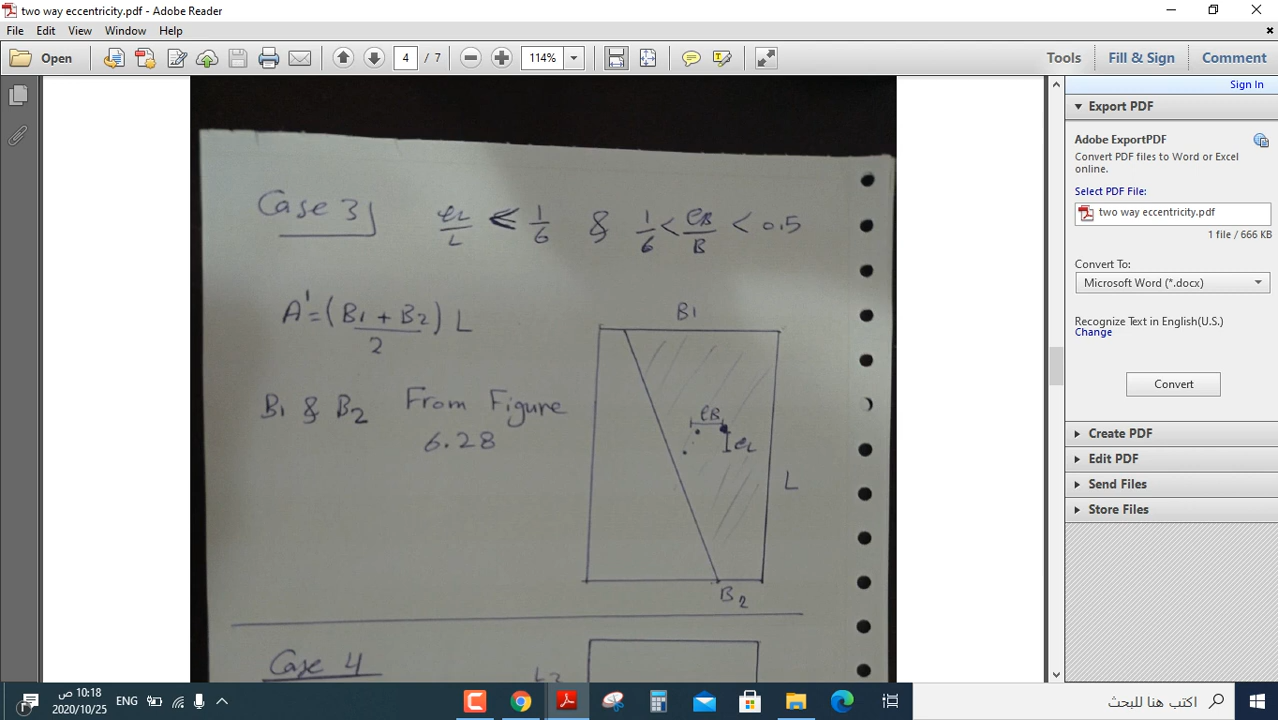 two way eccentricity.pdf - Adobe Reader
File Edit View Window Help
Open 4 / 7 114% Tools Fill & Sign Comment
Sign In
Export PDF
Adobe ExportPDF
Convert PDF files to Word or Excel
online.
Select PDF File:
two way eccentricity.pdf
1 file / 666 KB
Convert To:
Microsoft Word (*.docx)
Recognize Text in English(U.S.)
Change
Convert
Create PDF
Edit PDF
Send Files
Store Files
Case 3 eL/L ≤ 1/6 & 1/6 < eB/B < 0.5
A' = (B1 + B2)/2 L
B1
B1 & B2 From Figure
6.28
eB
eL
L
B2
Case 4
L2
10:18 ص
2020/10/25
ENG
اكتب هنا للبحث